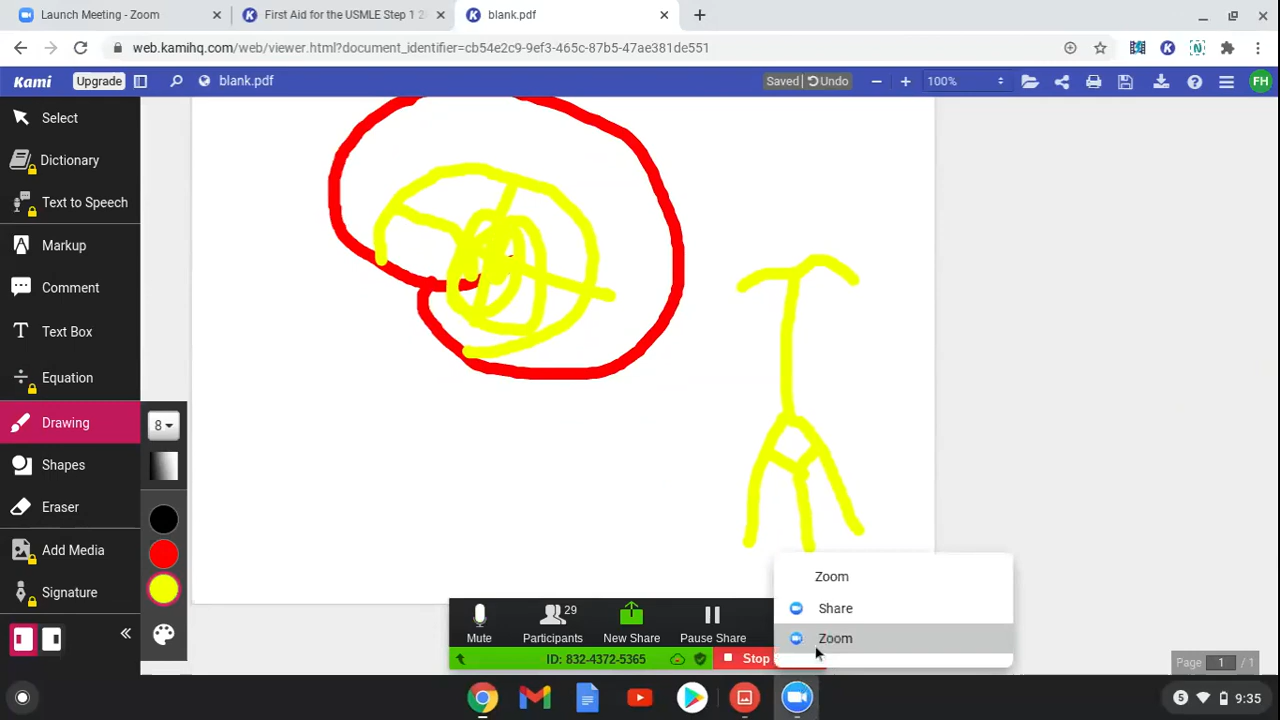 Launch Meeting - Zoom
First Aid for the USMLE Step 1 2
blank.pdf
web.kamihq.com/web/viewer.html?document_identifier=cb54e2c9-9ef3-465c-87b5-47ae381de551
Kami
Upgrade
blank.pdf
Saved
Undo
100%
FH
Select
Dictionary
Text to Speech
Markup
Comment
Text Box
Equation
Drawing
8
Shapes
Eraser
Add Media
Signature
Zoom
Share
Zoom
29
Mute
Participants
New Share
Pause Share
ID: 832-4372-5365
Stop
Page 1 / 1
5
9:35